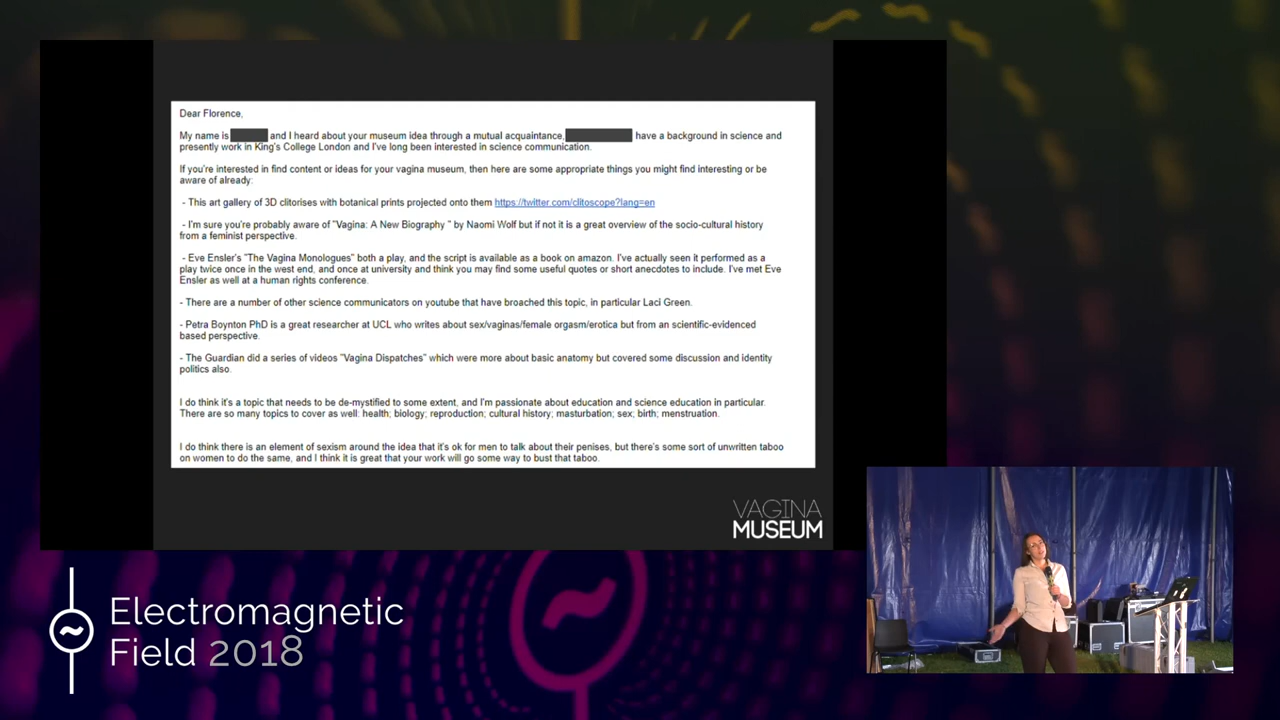 Dear Florence,
My name is and I heard about your museum idea through a mutual acquaintance, have a background in science and
presently work in King's College London and I've long been interested in science communication.
If you're interested in find content or ideas for your vagina museum, then here are some appropriate things you might find interesting or be
aware of already:
- This art gallery of 3D clitorises with botanical prints projected onto them https://twitter.com/clitoscope?lang=en
- I'm sure you're probably aware of "Vagina: A New Biography " by Naomi Wolf but if not it is a great overview of the socio-cultural history
from a feminist perspective.
- Eve Ensler's "The Vagina Monologues" both a play, and the script is available as a book on amazon. I've actually seen it performed as a
play twice once in the west end, and once at university and think you may find some useful quotes or short anecdotes to include. I've met Eve
Ensler as well at a human rights conference.
- There are a number of other science communicators on youtube that have broached this topic, in particular Laci Green.
- Petra Boynton PhD is a great researcher at UCL who writes about sex/vaginas/female orgasm/erotica but from an scientific-evidenced
based perspective.
- The Guardian did a series of videos "Vagina Dispatches" which were more about basic anatomy but covered some discussion and identity
politics also.
I do think it's a topic that needs to be de-mystified to some extent, and I'm passionate about education and science education in particular.
There are so many topics to cover as well: health; biology; reproduction; cultural history; masturbation; sex; birth; menstruation.
I do think there is an element of sexism around the idea that it's ok for men to talk about their penises, but there's some sort of unwritten taboo
on women to do the same, and I think it is great that your work will go some way to bust that taboo.
VAGINA
MUSEUM
Electromagnetic
Field 2018